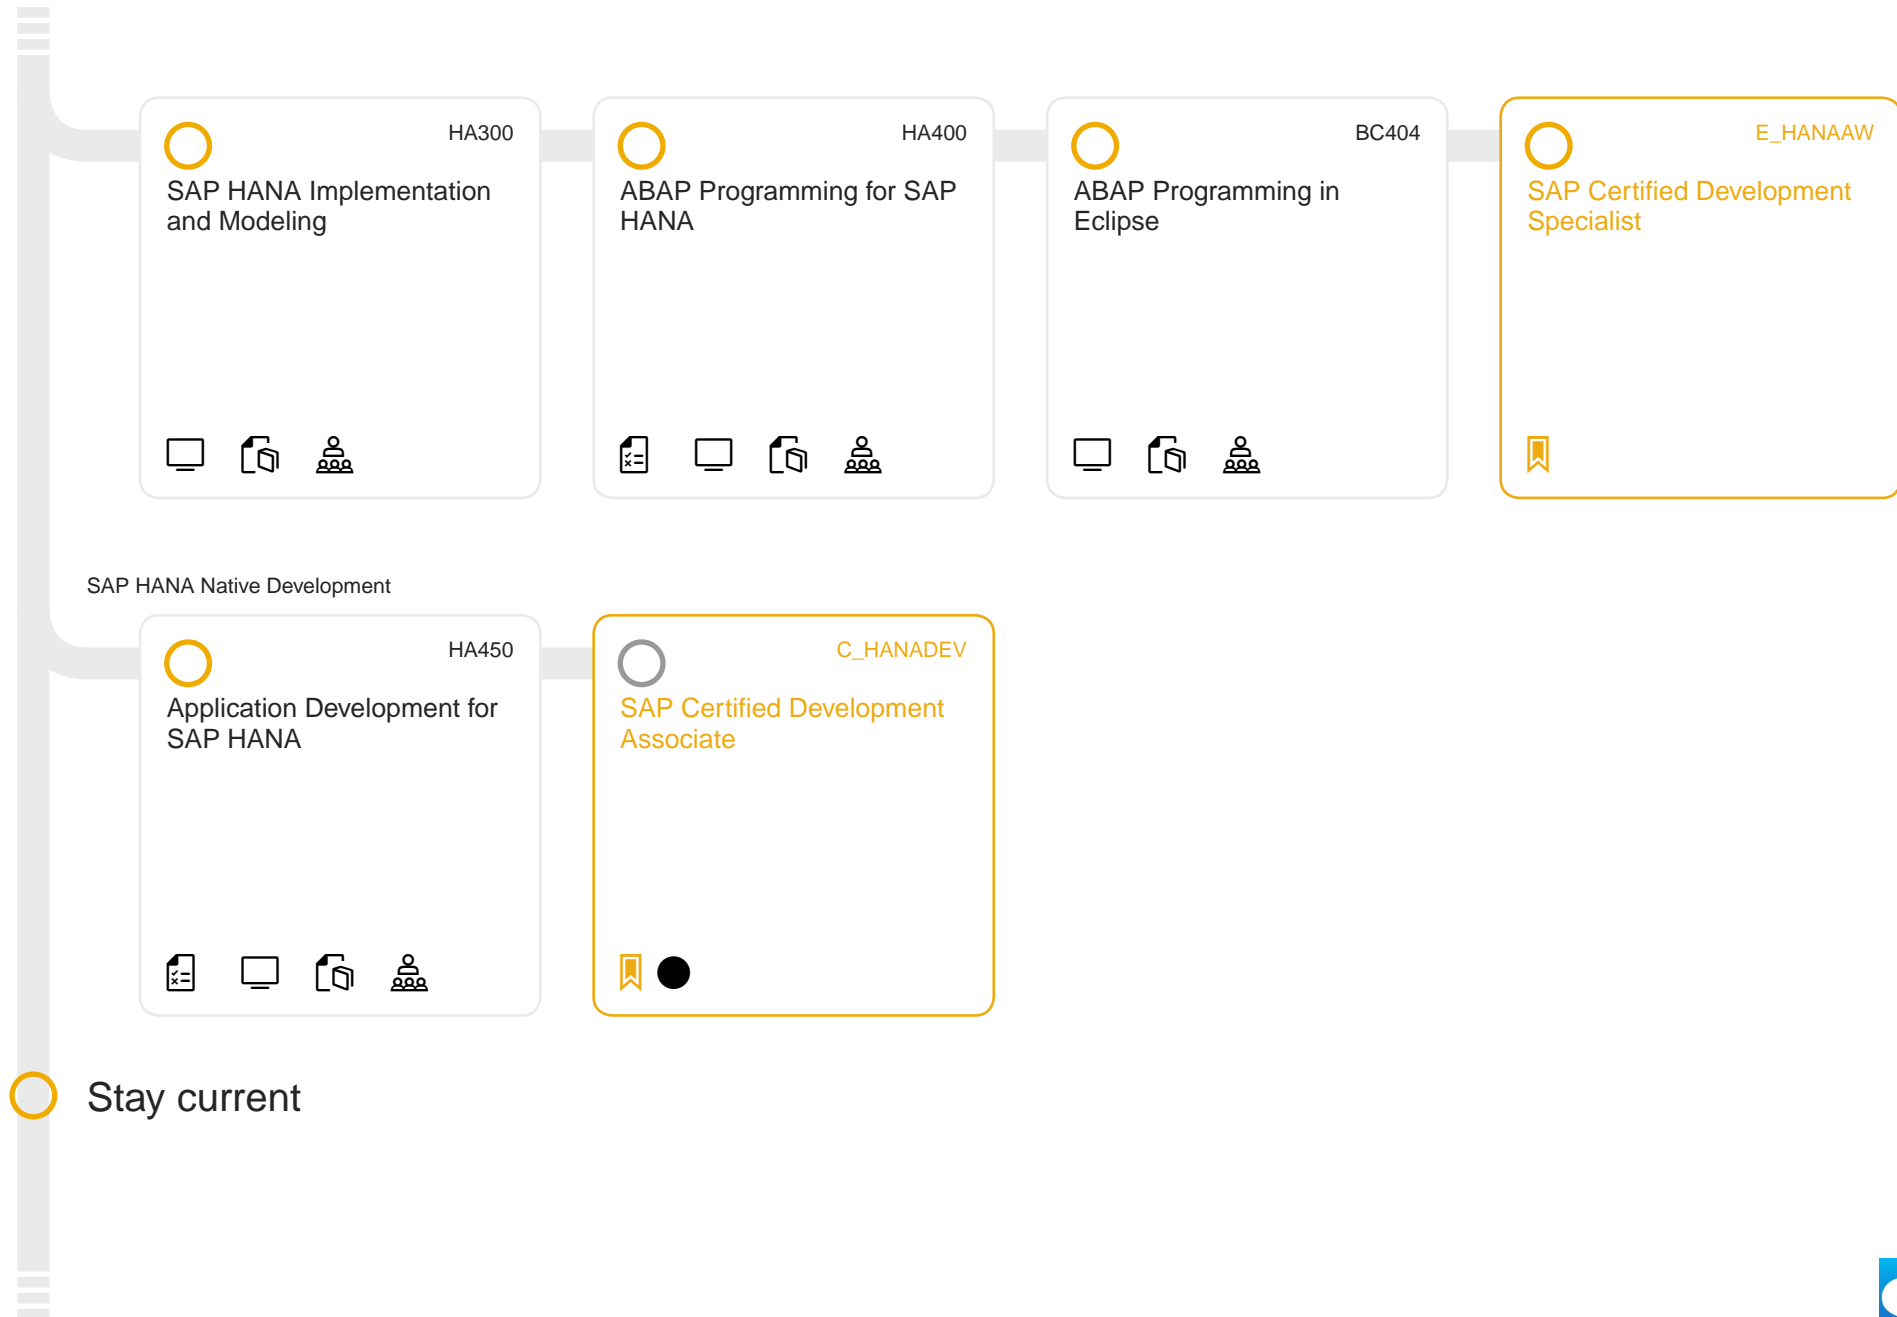 HA300
SAP HANA Implementation
and Modeling
HA400
ABAP Programming for SAP
HANA
BC404
ABAP Programming in
Eclipse
E_HANAAW
SAP Certified Development
Specialist
SAP HANA Native Development
HA450
Application Development for
SAP HANA
C_HANADEV
SAP Certified Development
Associate
Stay current